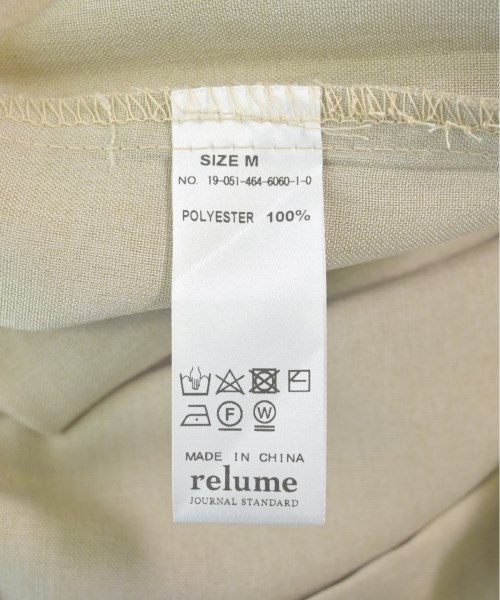 SIZE M
NO. 19-051-464-6060-1-0
POLYESTER 100%
F W
MADE IN CHINA
relume
JOURNAL STANDARD